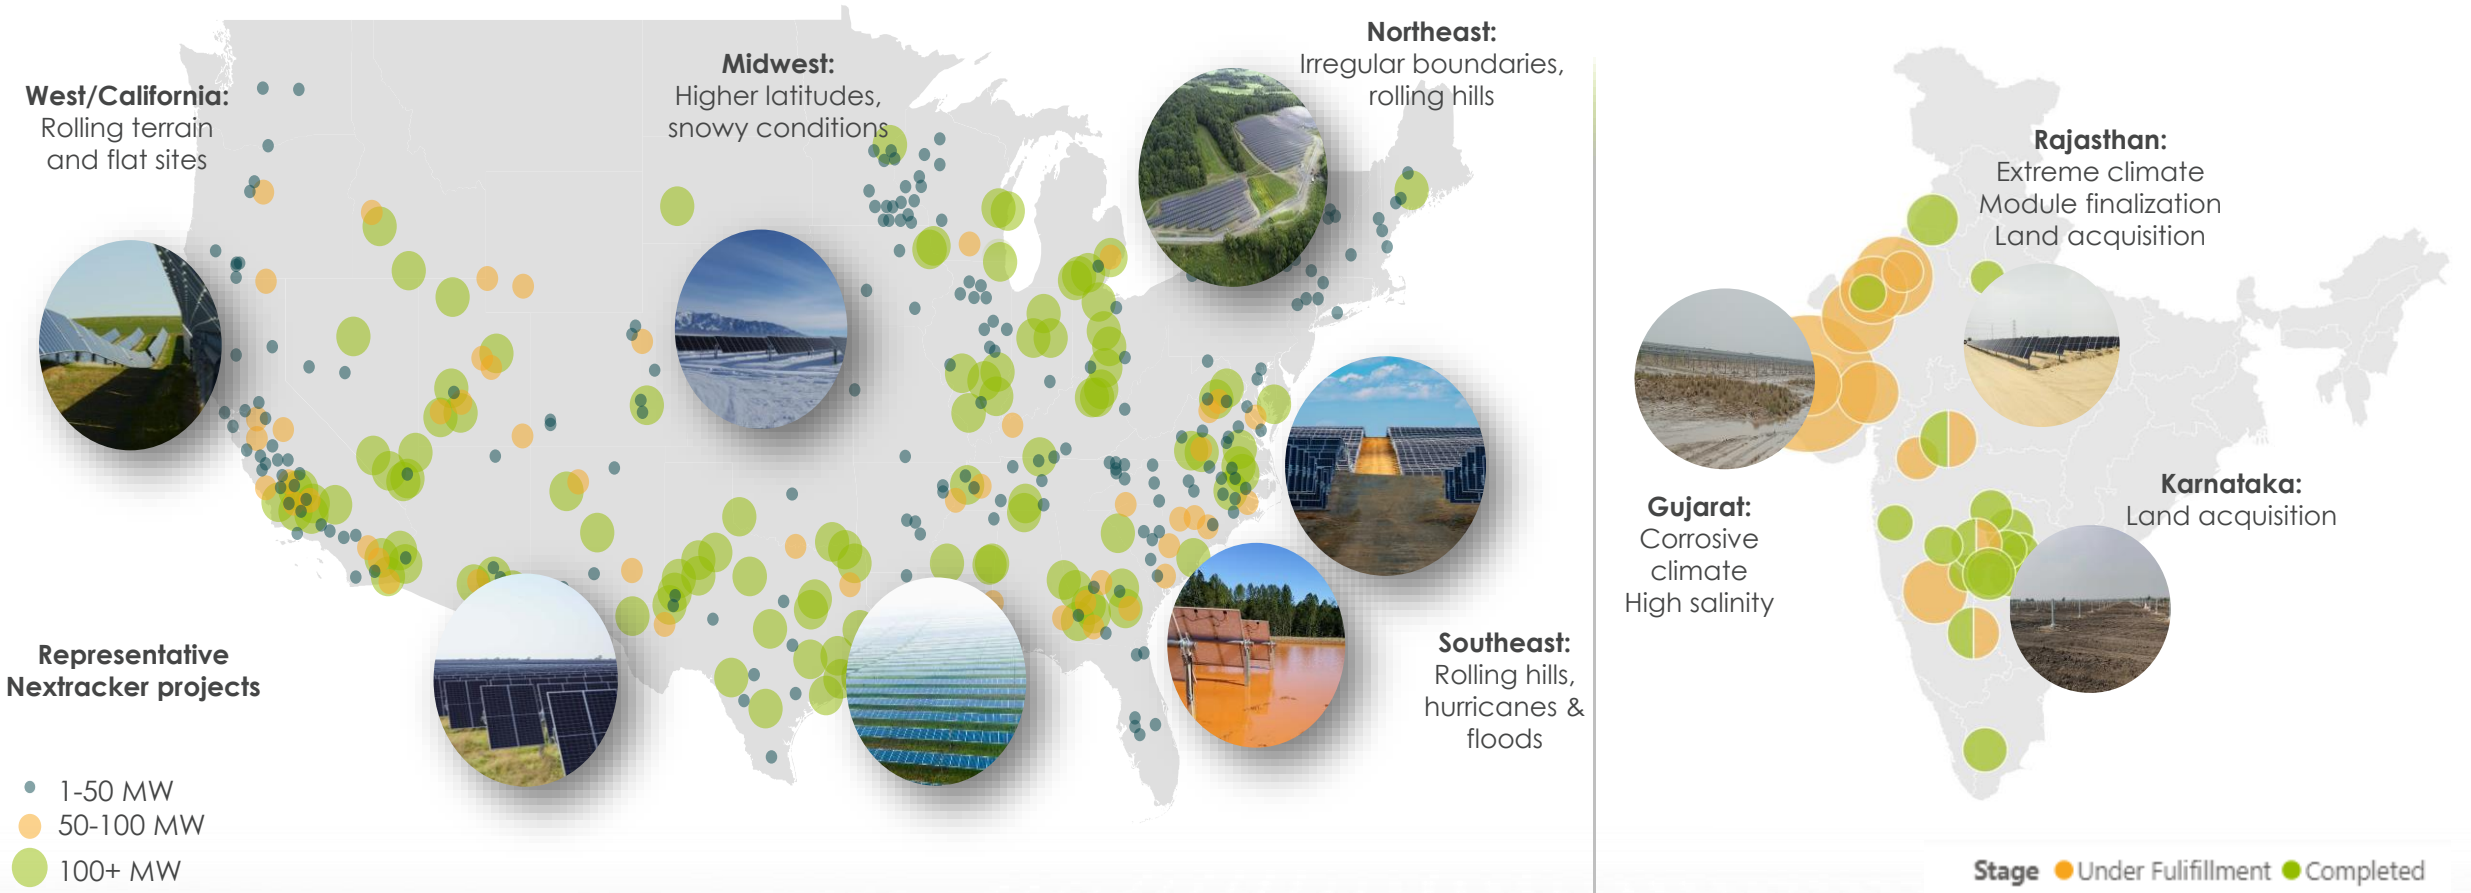 West/California:
Rolling terrain
and flat sites
Midwest:
Higher latitudes,
snowy conditions
Northeast:
Irregular boundaries,
rolling hills
Southeast:
Rolling hills,
hurricanes &
floods
Representative
Nextracker projects
1-50 MW
50-100 MW
100+ MW
Rajasthan:
Extreme climate
Module finalization
Land acquisition
Gujarat:
Corrosive
climate
High salinity
Karnataka:
Land acquisition
Stage Under Fulifillment Completed